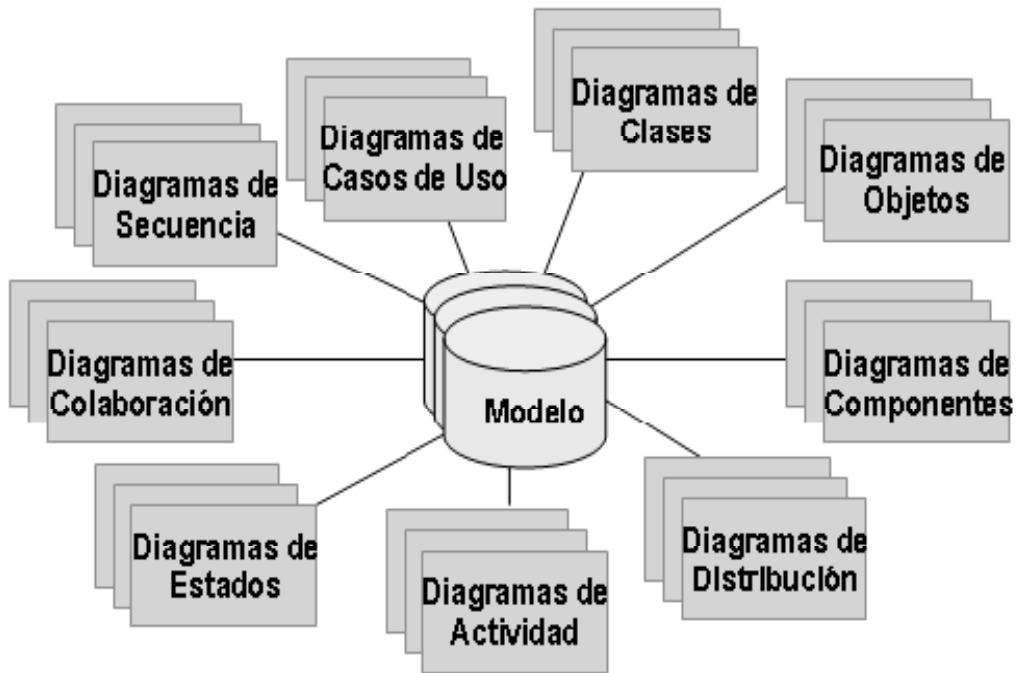 Diagramas de
Clases
Diagramas de
Casos de Uso
Diagramas de
Objetos
Diagramas de
Secuencia
Diagramas de
Colaboración
Diagramas de
Componentes
Modelo
Diagramas de
Estados
Diagramas de
Actividad
Diagramas de
Distribución